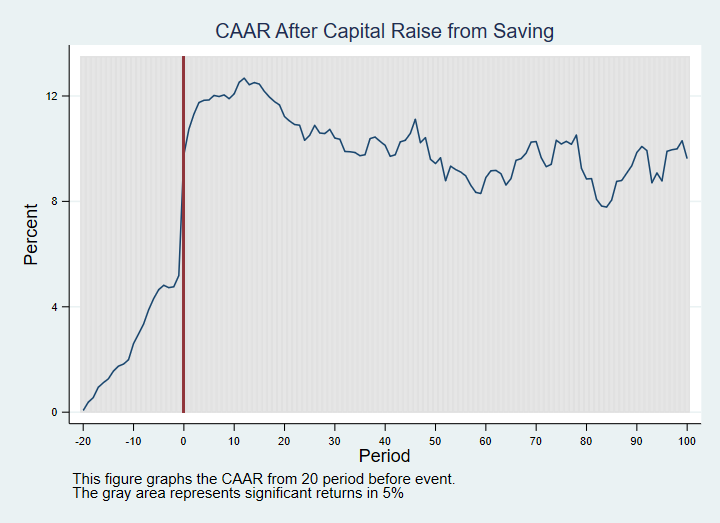 CAAR After Capital Raise from Saving
12
8
4
0
Percent
-20 -10 0 10 20 30 40 50 60 70 80 90 100
Period
This figure graphs the CAAR from 20 period before event.
The gray area represents significant returns in 5%